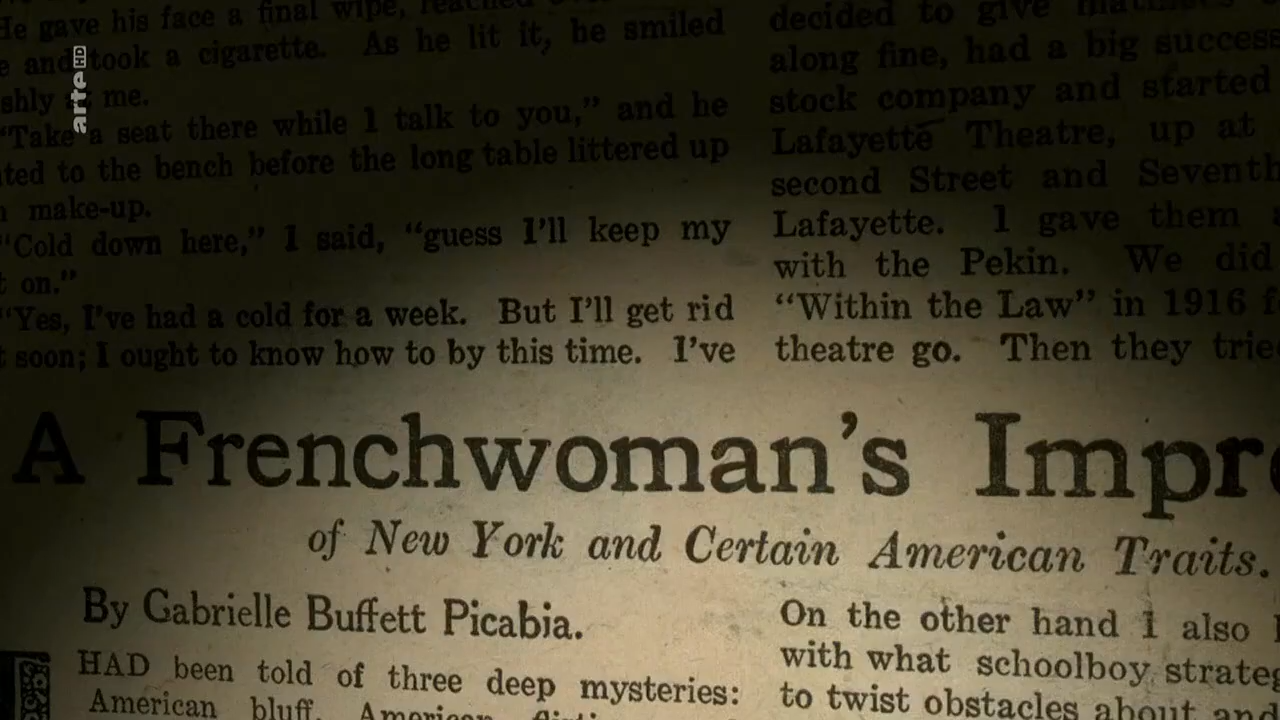 He gave his face a final wipe,
e and took a cigarette. As he lit it, he smiled
shly me.
"Take a seat there while I talk to you," and he
ted to the bench before the long table littered up
make-up.
"Cold down here," I said, "guess I'll keep my
t on."
"Yes, I've had a cold for a week. But I'll get rid
t soon; I ought to know how to by this time. I've
decided to give
along fine, had a big success
stock company and started
Lafayette Theatre, up at
second Street and Seventh
Lafayette. I gave them
with the Pekin. We did
"Within the Law" in 1916 f
theatre go. Then they trie
arte HD
A Frenchwoman's Impre
of New York and Certain American Traits.
By Gabrielle Buffett Picabia.
HAD been told of three deep mysteries:
American bluff, American
On the other hand I also
with what schoolboy strateg
to twist obstacles about and